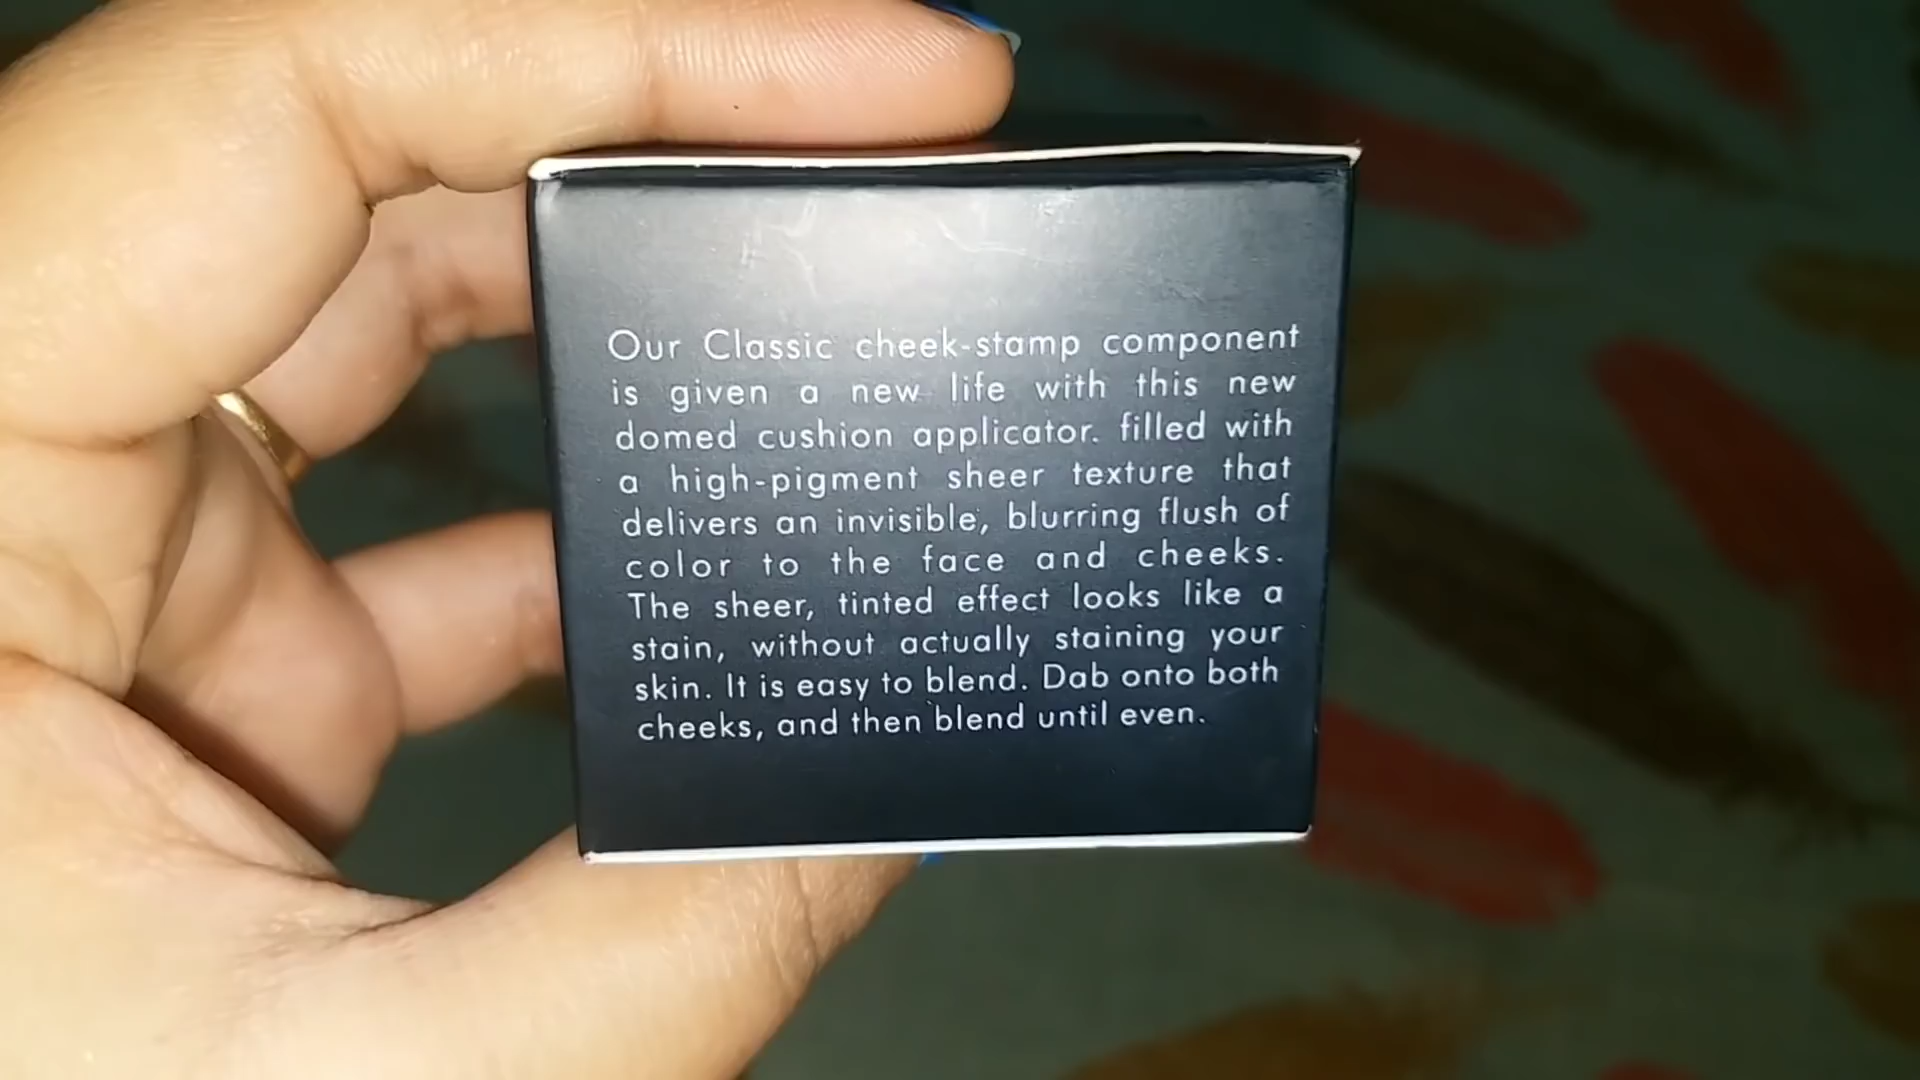 Our Classic cheek-stamp component
is given a new life with this new
domed cushion applicator. filled with
a high-pigment sheer texture that
delivers an invisible, blurring flush of
color to the face and cheeks.
The sheer, tinted effect looks like a
stain, without actually staining your
skin. It is easy to blend. Dab onto both
cheeks, and then blend until even.